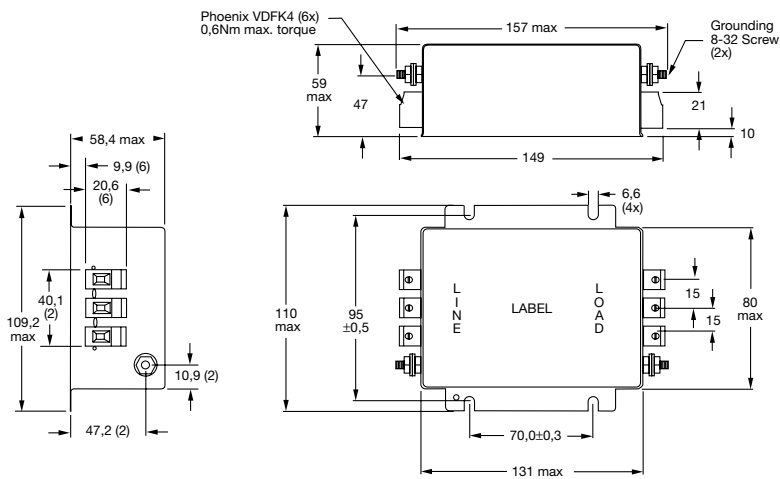 Phoenix VDFK4 (6x)
0,6Nm max. torque
157 max
Grounding
8-32 Screw
(2x)
59
max
47
21
10
149
58,4 max
9,9 (6)
20,6
(6)
40,1
(2)
109,2
max
10,9 (2)
47,2 (2)
6,6
(4x)
110
max
95
±0,5
LINE
LABEL
LOAD
15
15
80
max
70,0±0,3
131 max